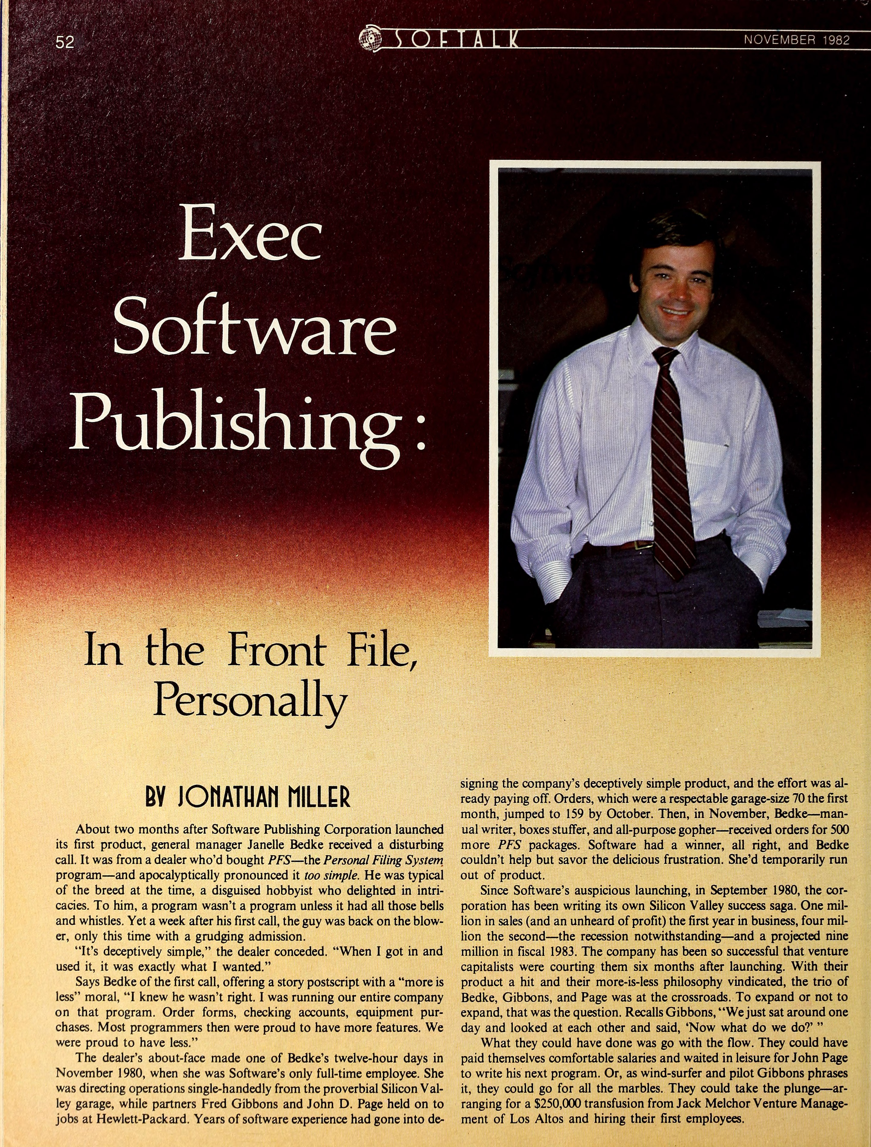 52
SOFTALK
NOVEMBER 1982
Exec
Software
Publishing:
In the Front File,
Personally
BY JONATHAN MILLER
About two months after Software Publishing Corporation launched
its first product, general manager Janelle Bedke received a disturbing
call. It was from a dealer who'd bought PFS—the Personal Filing System
program—and apocalyptically pronounced it too simple. He was typical
of the breed at the time, a disguised hobbyist who delighted in intri-
cacies. To him, a program wasn't a program unless it had all those bells
and whistles. Yet a week after his first call, the guy was back on the blow-
er, only this time with a grudging admission.
"It's deceptively simple," the dealer conceded. "When I got in and
used it, it was exactly what I wanted."
Says Bedke of the first call, offering a story postscript with a "more is
less" moral, "I knew he wasn't right. I was running our entire company
on that program. Order forms, checking accounts, equipment pur-
chases. Most programmers then were proud to have more features. We
were proud to have less."
The dealer's about-face made one of Bedke's twelve-hour days in
November 1980, when she was Software's only full-time employee. She
was directing operations single-handedly from the proverbial Silicon Val-
ley garage, while partners Fred Gibbons and John D. Page held on to
jobs at Hewlett-Packard. Years of software experience had gone into de-
signing the company's deceptively simple product, and the effort was al-
ready paying off. Orders, which were a respectable garage-size 70 the first
month, jumped to 159 by October. Then, in November, Bedke—man-
ual writer, boxes stuffer, and all-purpose gopher—received orders for 500
more PFS packages. Software had a winner, all right, and Bedke
couldn't help but savor the delicious frustration. She'd temporarily run
out of product.
Since Software's auspicious launching, in September 1980, the cor-
poration has been writing its own Silicon Valley success saga. One mil-
lion in sales (and an unheard of profit) the first year in business, four mil-
lion the second—the recession notwithstanding—and a projected nine
million in fiscal 1983. The company has been so successful that venture
capitalists were courting them six months after launching. With their
product a hit and their more-is-less philosophy vindicated, the trio of
Bedke, Gibbons, and Page was at the crossroads. To expand or not to
expand, that was the question. Recalls Gibbons, "We just sat around one
day and looked at each other and said, 'Now what do we do?' "
What they could have done was go with the flow. They could have
paid themselves comfortable salaries and waited in leisure for John Page
to write his next program. Or, as wind-surfer and pilot Gibbons phrases
it, they could go for all the marbles. They could take the plunge—ar-
ranging for a $250,000 transfusion from Jack Melchor Venture Manage-
ment of Los Altos and hiring their first employees.